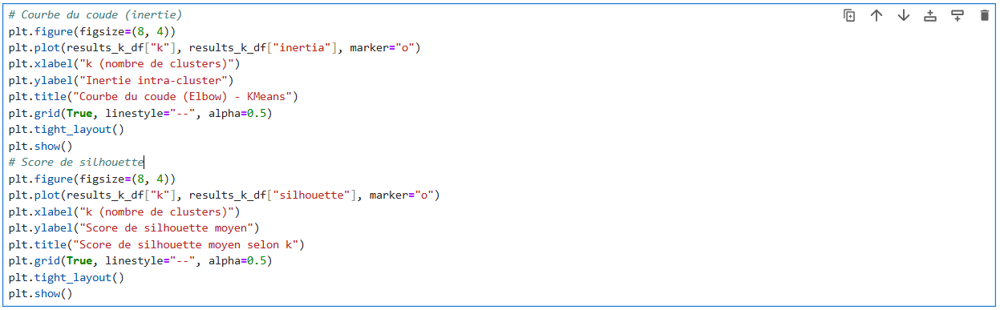 # Courbe du coude (inertie)
plt.figure(figsize=(8, 4))
plt.plot(results_k_df["k"], results_k_df["inertia"], marker="o")
plt.xlabel("k (nombre de clusters)")
plt.ylabel("Inertie intra-cluster")
plt.title("Courbe du coude (Elbow) - KMeans")
plt.grid(True, linestyle="--", alpha=0.5)
plt.tight_layout()
plt.show()
# Score de silhouette
plt.figure(figsize=(8, 4))
plt.plot(results_k_df["k"], results_k_df["silhouette"], marker="o")
plt.xlabel("k (nombre de clusters)")
plt.ylabel("Score de silhouette moyen")
plt.title("Score de silhouette moyen selon k")
plt.grid(True, linestyle="--", alpha=0.5)
plt.tight_layout()
plt.show()